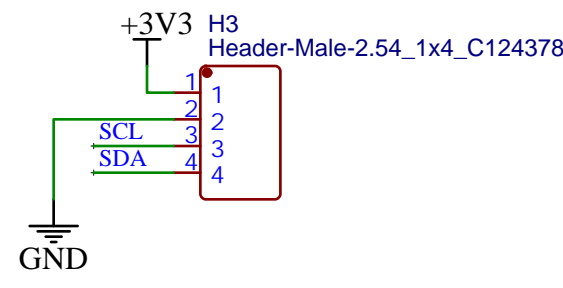 +3V3 H3
Header-Male-2.54_1x4_C124378
1 1
2 2
SCL 3 3
SDA 4 4
GND